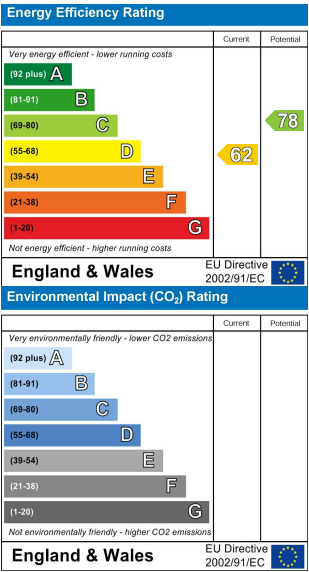 Energy Efficiency Rating
Current Potential
Very energy efficient - lower running costs
(92 plus) A
(81-91) B
(69-80) C
78
(55-68) D
62
(39-54) E
(21-38) F
(1-20) G
Not energy efficient - higher running costs
England & Wales
EU Directive
2002/91/EC
Environmental Impact (CO₂) Rating
Current Potential
Very environmentally friendly - lower CO2 emissions
(92 plus) A
(81-91) B
(69-80) C
(55-68) D
(39-54) E
(21-38) F
(1-20) G
Not environmentally friendly - higher CO2 emissions
England & Wales
EU Directive
2002/91/EC